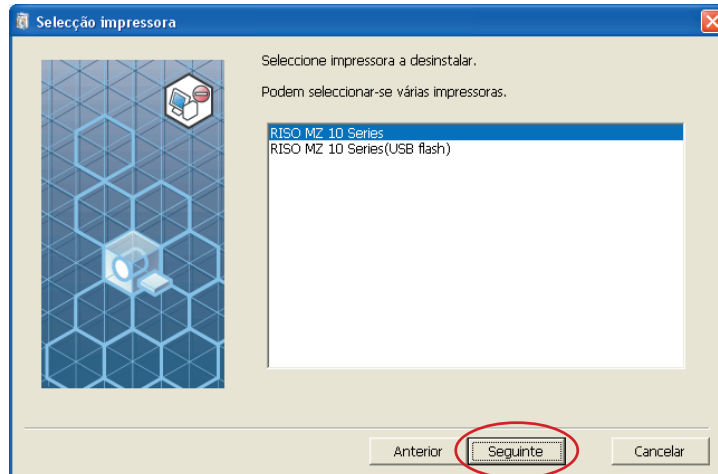 Selecção impressora
Seleccione impressora a desinstalar.
Podem seleccionar-se várias impressoras.
RISO MZ 10 Series
RISO MZ 10 Series(USB flash)
Anterior Seguinte Cancelar